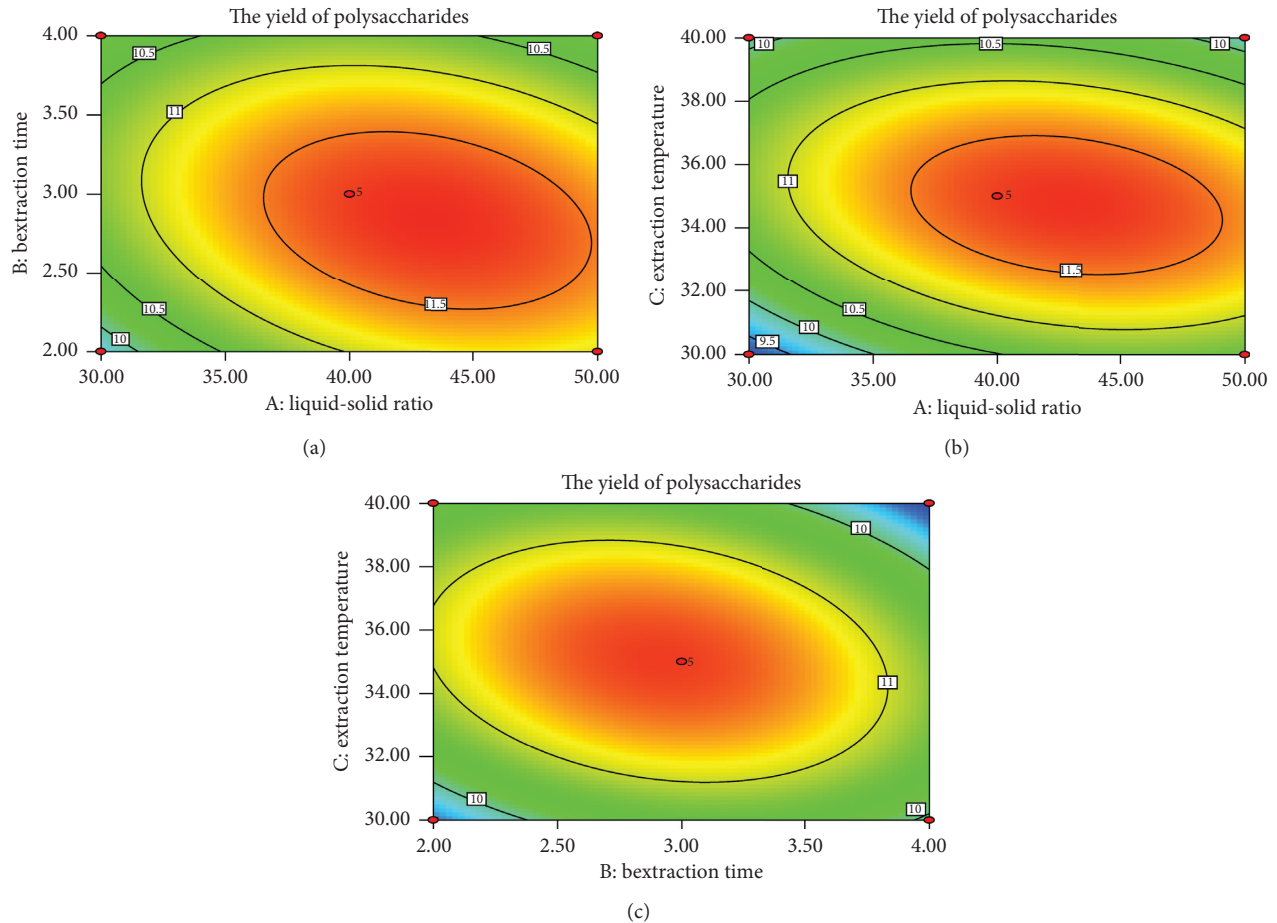 The yield of polysaccharides
4.00
3.50
3.00
2.50
2.00
B: bextraction time
10.5
10.5
11
5
11.5
10.5
10
30.00 35.00 40.00 45.00 50.00
A: liquid-solid ratio
(a)
The yield of polysaccharides
40.00
38.00
36.00
34.00
32.00
30.00
C: extraction temperature
10
10.5
10
11
5
11.5
10.5
10
9.5
30.00 35.00 40.00 45.00 50.00
A: liquid-solid ratio
(b)
The yield of polysaccharides
40.00
38.00
36.00
34.00
32.00
30.00
C: extraction temperature
10
5
11
10
10
2.00 2.50 3.00 3.50 4.00
B: bextraction time
(c)